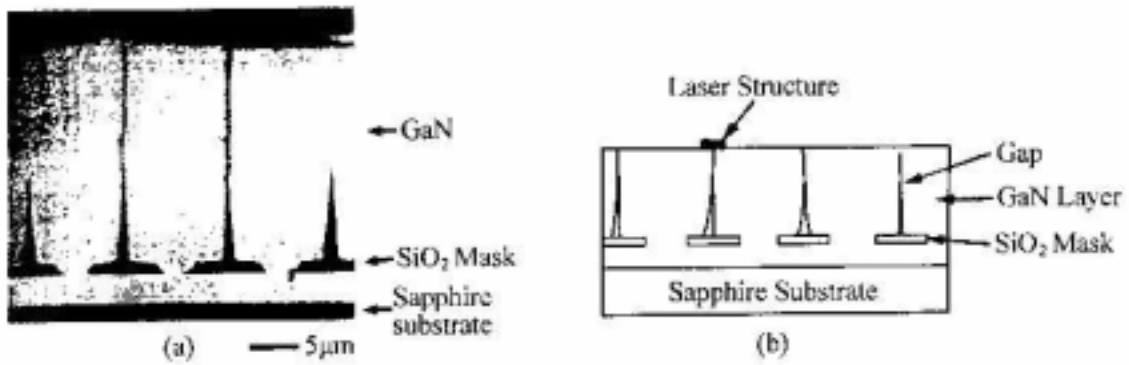 GaN
SiO₂ Mask
Sapphire
substrate
(a)
5μm
Laser Structure
Gap
GaN Layer
SiO₂ Mask
Sapphire Substrate
(b)